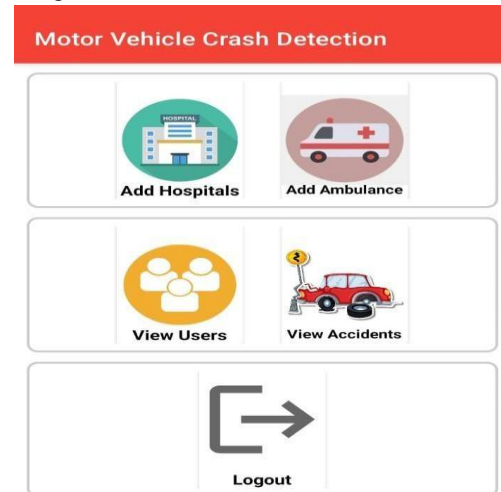 Motor Vehicle Crash Detection
HOSPITAL
Add Hospitals
Add Ambulance
View Users
View Accidents
Logout